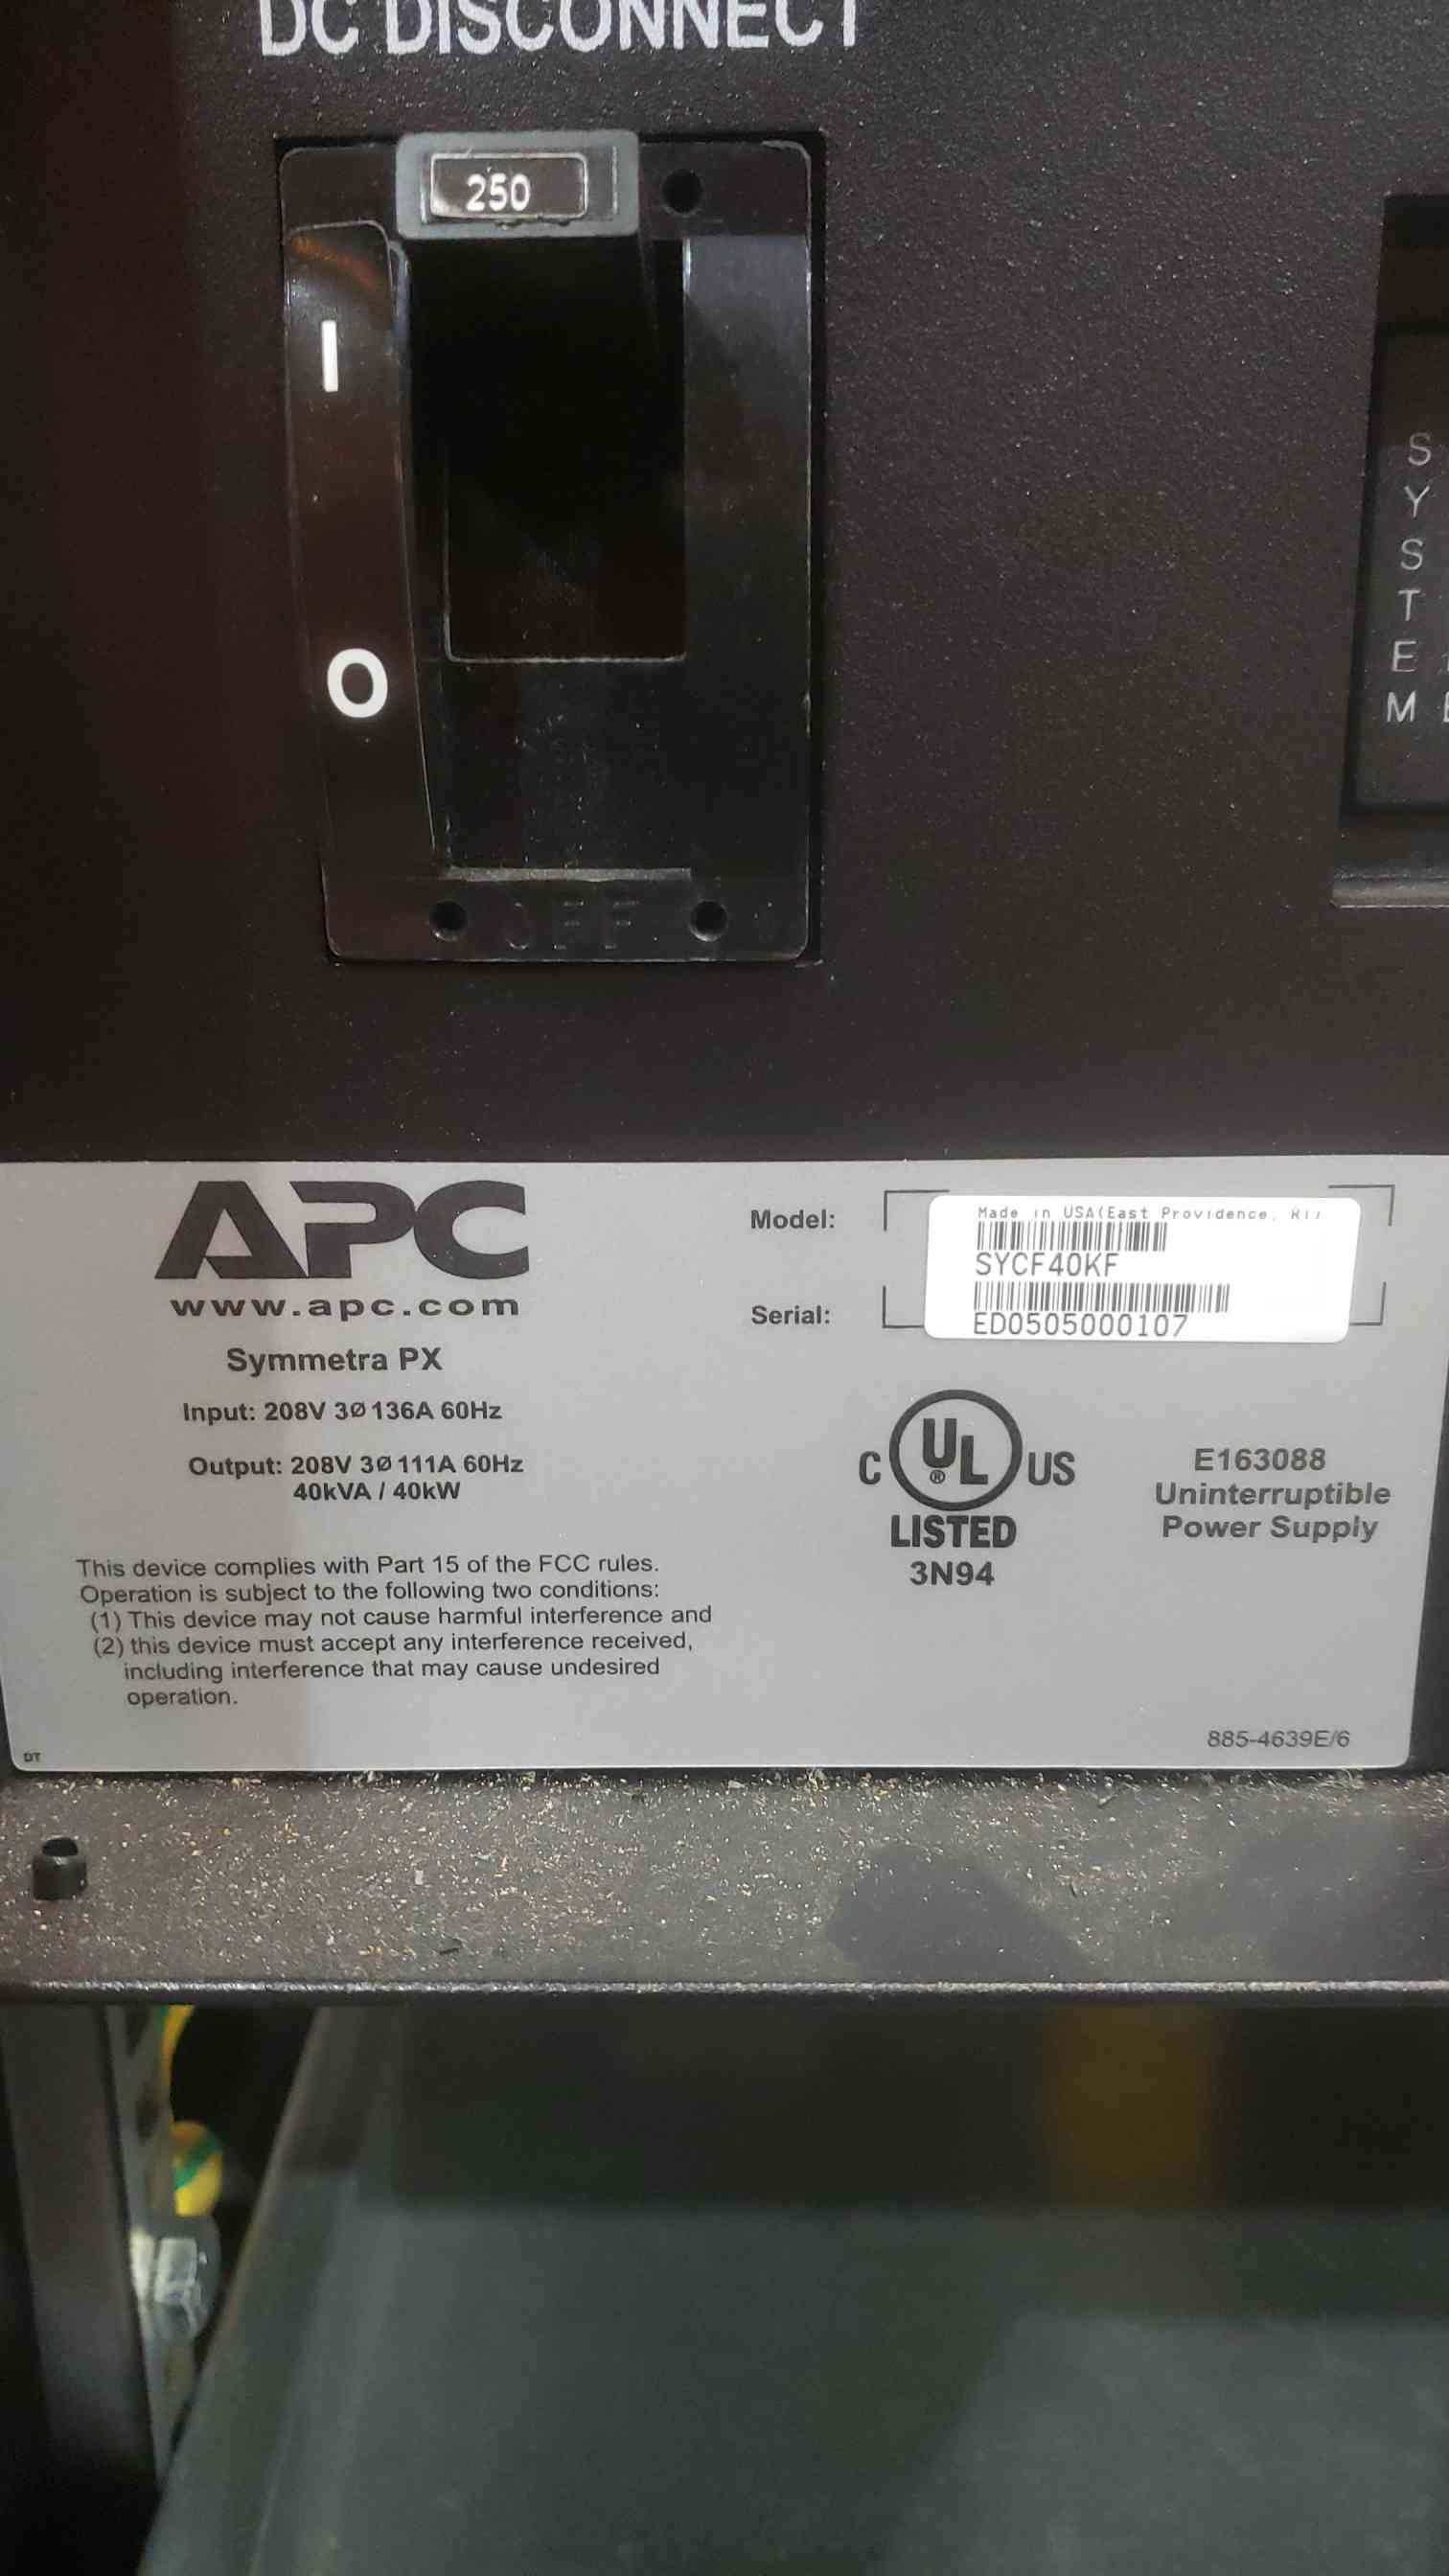 DC DISCONNECT
250
I
O
OFF
S
Y
S
T
E
M
APC
www.apc.com
Symmetra PX
Input: 208V 3Ø 136A 60Hz
Output: 208V 3Ø 111A 60Hz
40kVA / 40kW
This device complies with Part 15 of the FCC rules.
Operation is subject to the following two conditions:
(1) This device may not cause harmful interference and
(2) this device must accept any interference received,
including interference that may cause undesired
operation.
DT
Model:
Made in USA(East Providence, RI)
SYCF40KF
Serial:
ED0505000107
C UL US
®
LISTED
3N94
E163088
Uninterruptible
Power Supply
885-4639E/6